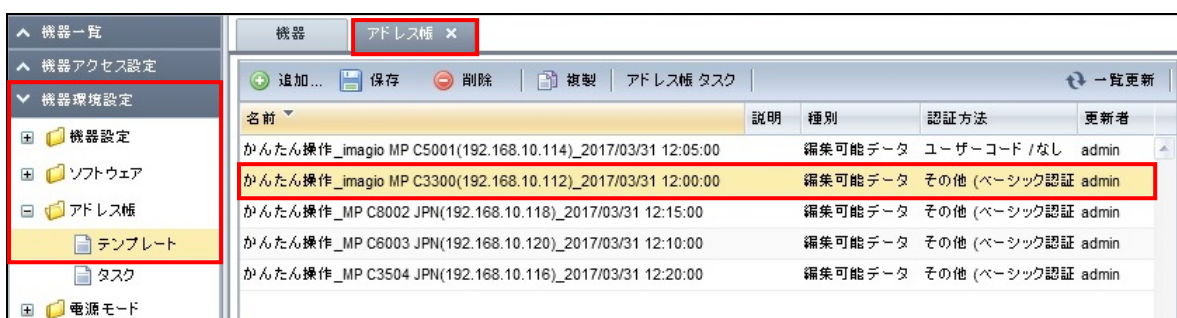 機器一覧
機器アクセス設定
機器環境設定
機器設定
ソフトウェア
アドレス帳
テンプレート
タスク
電源モード
機器 アドレス帳 ×
追加... 保存 削除 複製 アドレス帳 タスク 一覧更新
名前 説明 種別 認証方法 更新者
かんたん操作_imagio MP C5001(192.168.10.114)_2017/03/31 12:05:00 編集可能データ ユーザーコード /なし admin
かんたん操作_imagio MP C3300(192.168.10.112)_2017/03/31 12:00:00 編集可能データ その他 (ベーシック認証 admin
かんたん操作_MP C8002 JPN(192.168.10.118)_2017/03/31 12:15:00 編集可能データ その他 (ベーシック認証 admin
かんたん操作_MP C6003 JPN(192.168.10.120)_2017/03/31 12:10:00 編集可能データ その他 (ベーシック認証 admin
かんたん操作_MP C3504 JPN(192.168.10.116)_2017/03/31 12:20:00 編集可能データ その他 (ベーシック認証 admin